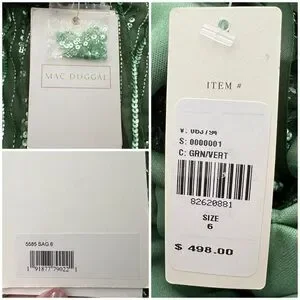 MAC DUGGAL
ITEM #
V: 063794
S: 0000001
C: GRN/VERT
82620881
SIZE
6
$ 498.00
5585 SAG 6
1 91877 79022 1